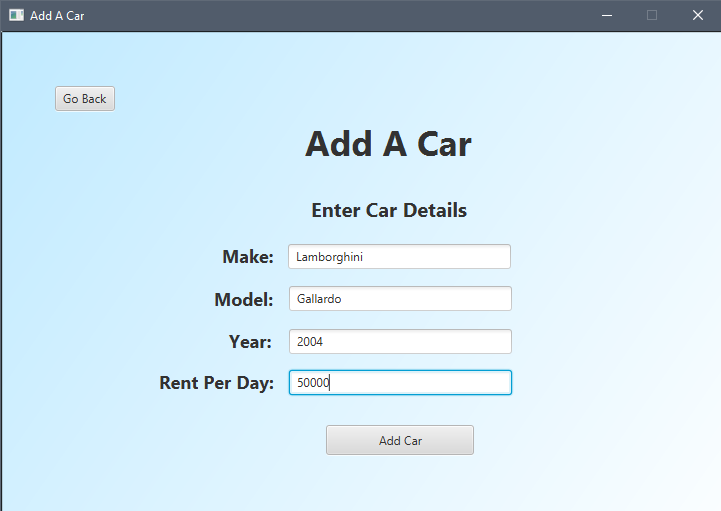 Add A Car
Go Back
Add A Car
Enter Car Details
Make: Lamborghini
Model: Gallardo
Year: 2004
Rent Per Day: 50000
Add Car